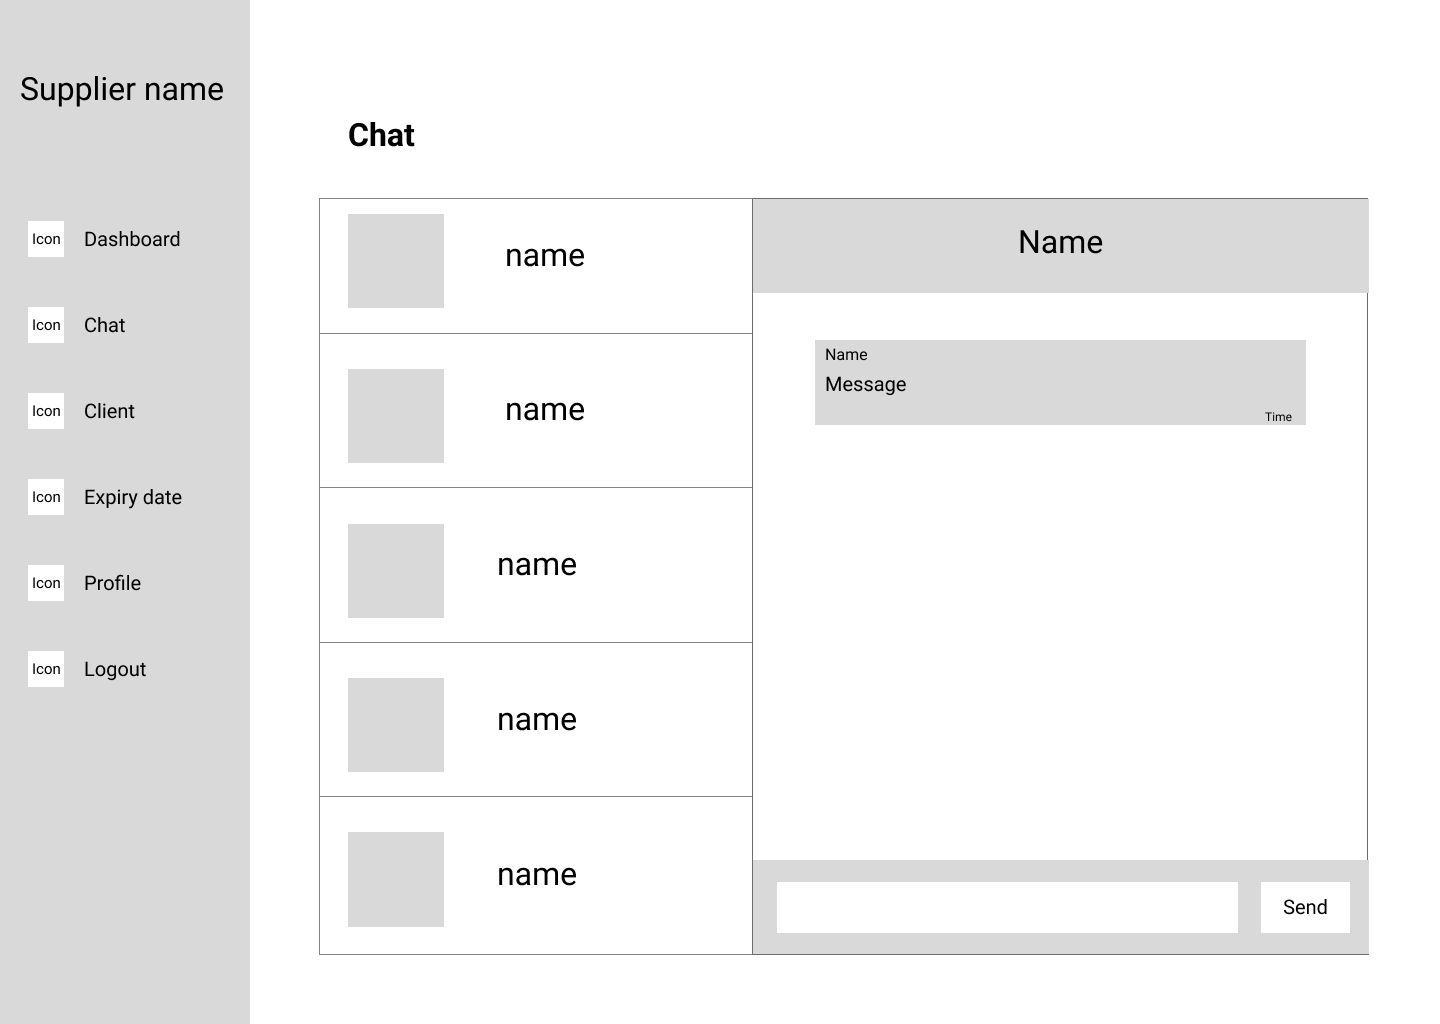 Supplier name
Icon Dashboard
Icon Chat
Icon Client
Icon Expiry date
Icon Profile
Icon Logout
Chat
name
name
name
name
name
Name
Name
Message
Time
Send